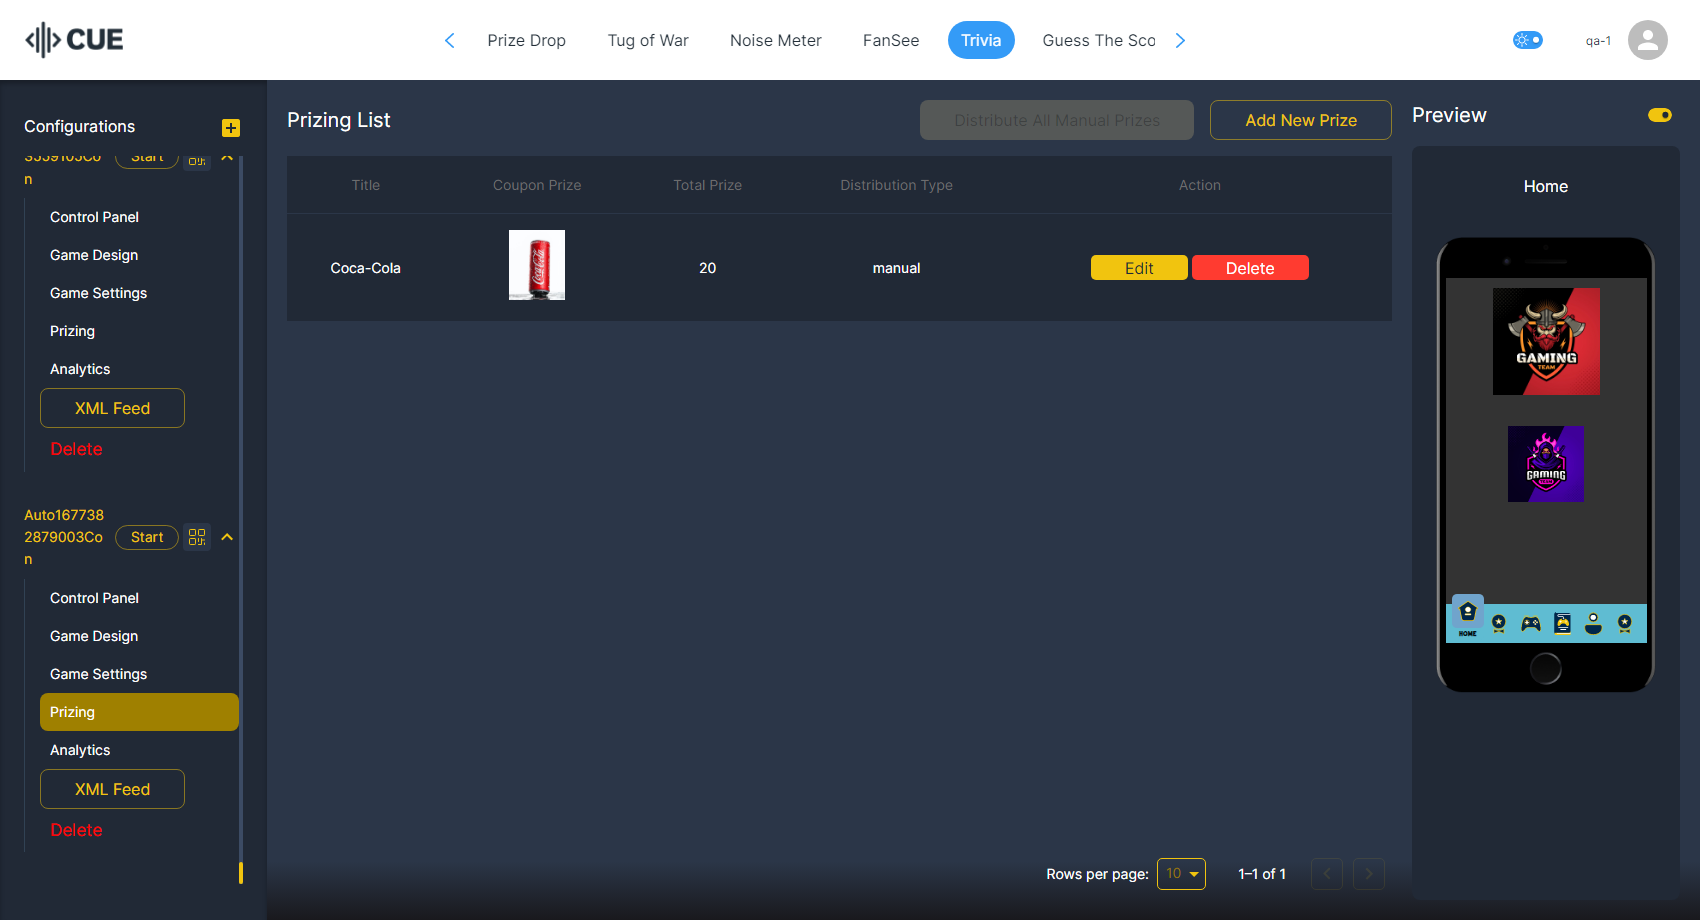 CUE
Prize Drop
Tug of War
Noise Meter
FanSee
Trivia
Guess The Sco
qa-1
Configurations
Start
n
Control Panel
Game Design
Game Settings
Prizing
Analytics
XML Feed
Delete
Auto167738
2879003Co
n
Start
Control Panel
Game Design
Game Settings
Prizing
Analytics
XML Feed
Delete
Prizing List
Distribute All Manual Prizes
Add New Prize
Title
Coupon Prize
Total Prize
Distribution Type
Action
Coca-Cola
Coca-Cola
20
manual
Edit
Delete
Rows per page:
10
1–1 of 1
Preview
Home
GAMING
TEAM
GAMING
TEAM
HOME